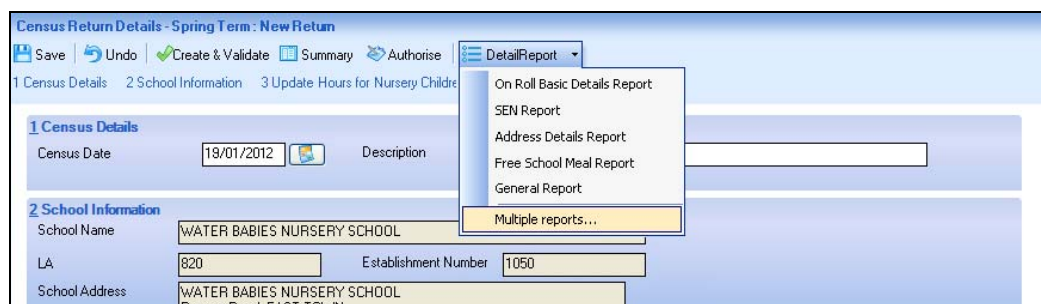 Census Return Details - Spring Term : New Return
Save Undo Create & Validate Summary Authorise DetailReport
1 Census Details 2 School Information 3 Update Hours for Nursery Childre
On Roll Basic Details Report
SEN Report
Address Details Report
Free School Meal Report
General Report
Multiple reports...
1 Census Details
Census Date 19/01/2012 Description
2 School Information
School Name WATER BABIES NURSERY SCHOOL
LA 820 Establishment Number 1050
School Address WATER BABIES NURSERY SCHOOL